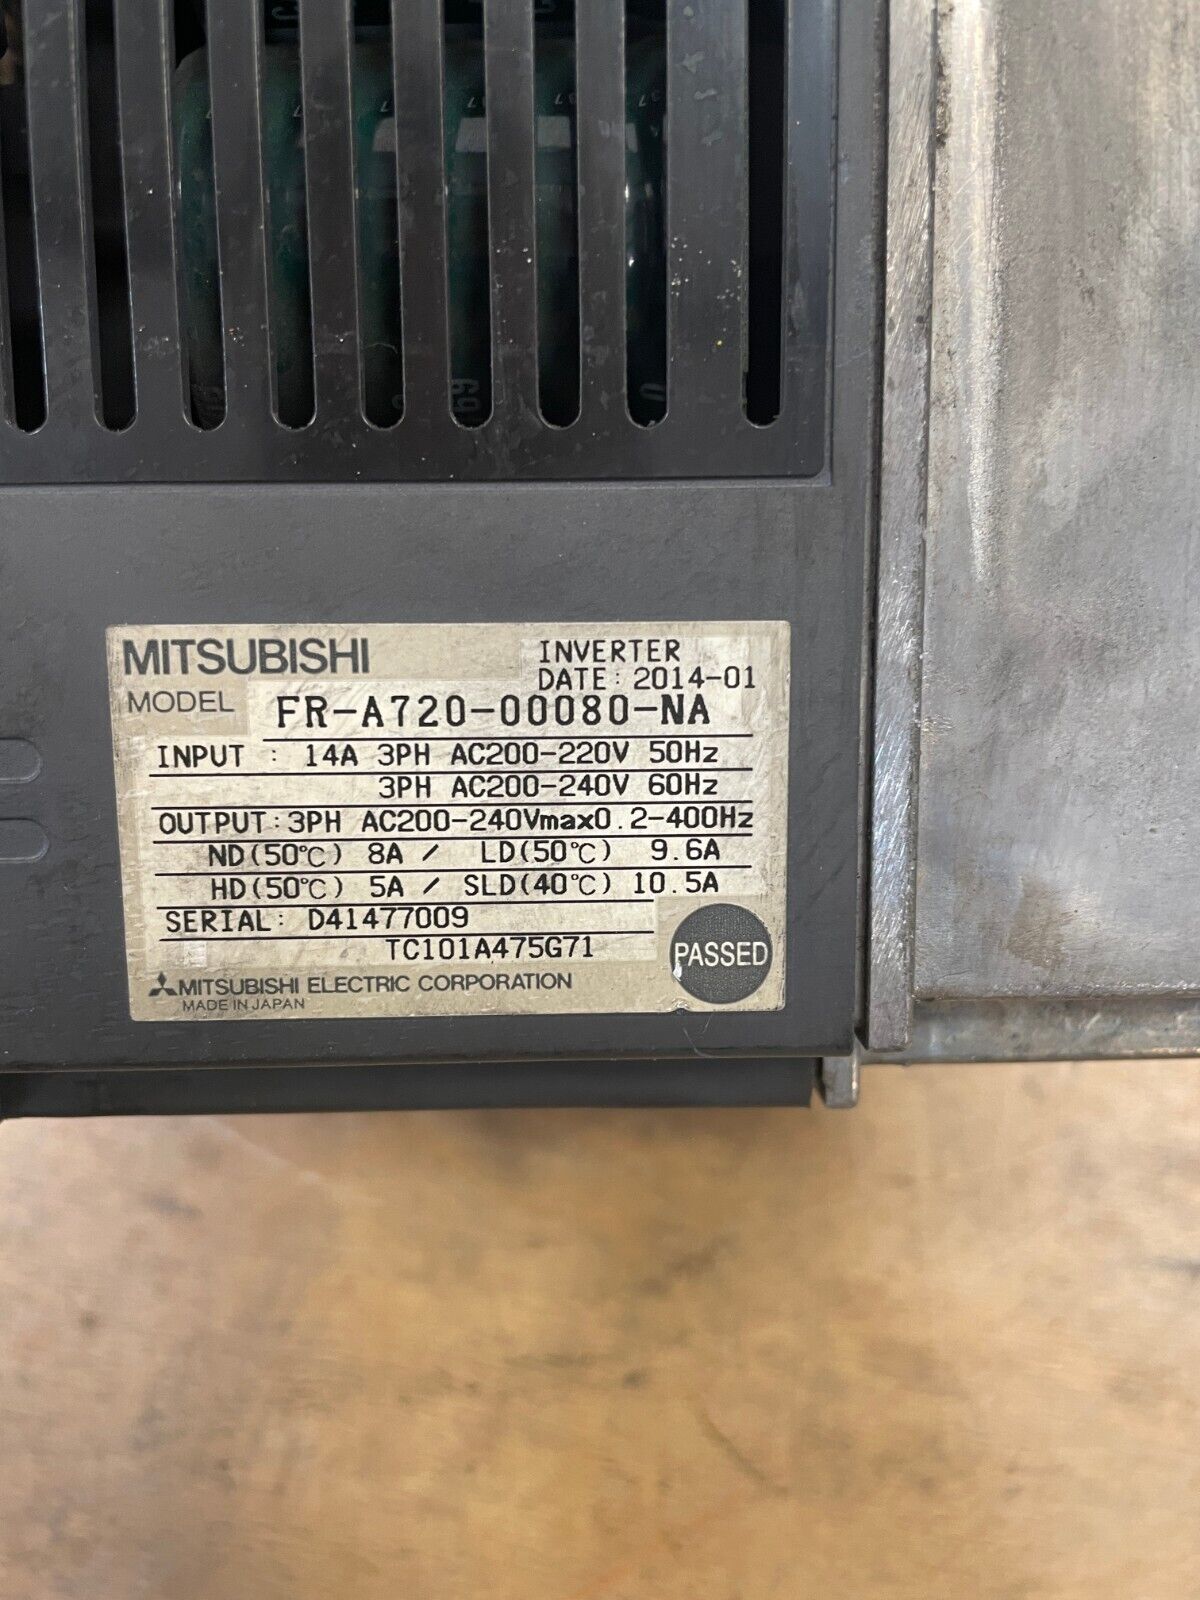 MITSUBISHI
INVERTER
DATE: 2014-01
MODEL FR-A720-00080-NA
INPUT : 14A 3PH AC200-220V 50Hz
3PH AC200-240V 60Hz
OUTPUT:3PH AC200-240Vmax0.2-400Hz
ND(50℃) 8A / LD(50℃) 9.6A
HD(50℃) 5A / SLD(40℃) 10.5A
SERIAL: D41477009
TC101A475G71
PASSED
MITSUBISHI ELECTRIC CORPORATION
MADE IN JAPAN